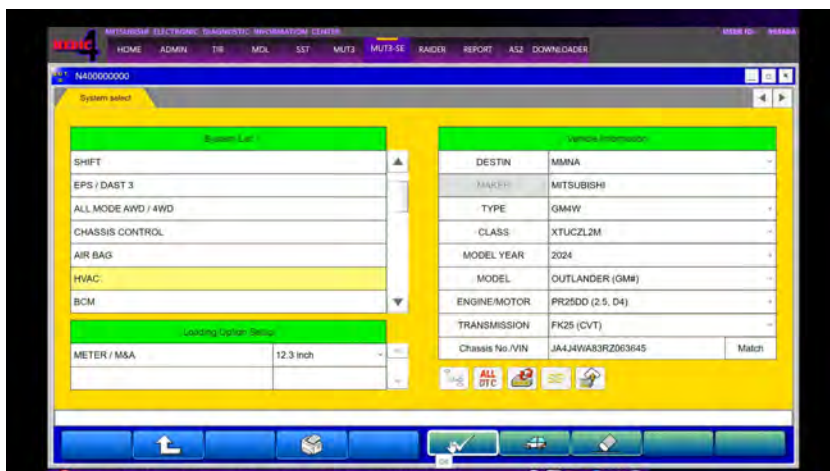 MITSUBISHI ELECTRONIC DIAGNOSTIC INFORMATION CENTER
MEDIC 4
HOME ADMIN TIR MDL SST MUT3 MUT3-SE RAIDER REPORT AS2 DOWNLOADER
N400000000
System select
System List
SHIFT
EPS / DAST 3
ALL MODE AWD / 4WD
CHASSIS CONTROL
AIR BAG
HVAC
BCM
Loading Option Setup
METER / M&A 12.3 inch
Vehicle Information
DESTIN MMNA
MAKER MITSUBISHI
TYPE GM4W
CLASS XTUCZL2M
MODEL YEAR 2024
MODEL OUTLANDER (GM#)
ENGINE/MOTOR PR25DD (2.5, D4)
TRANSMISSION FK25 (CVT)
Chassis No./VIN JA4J4WA83RZ063645 Match
ALL DTC
OK